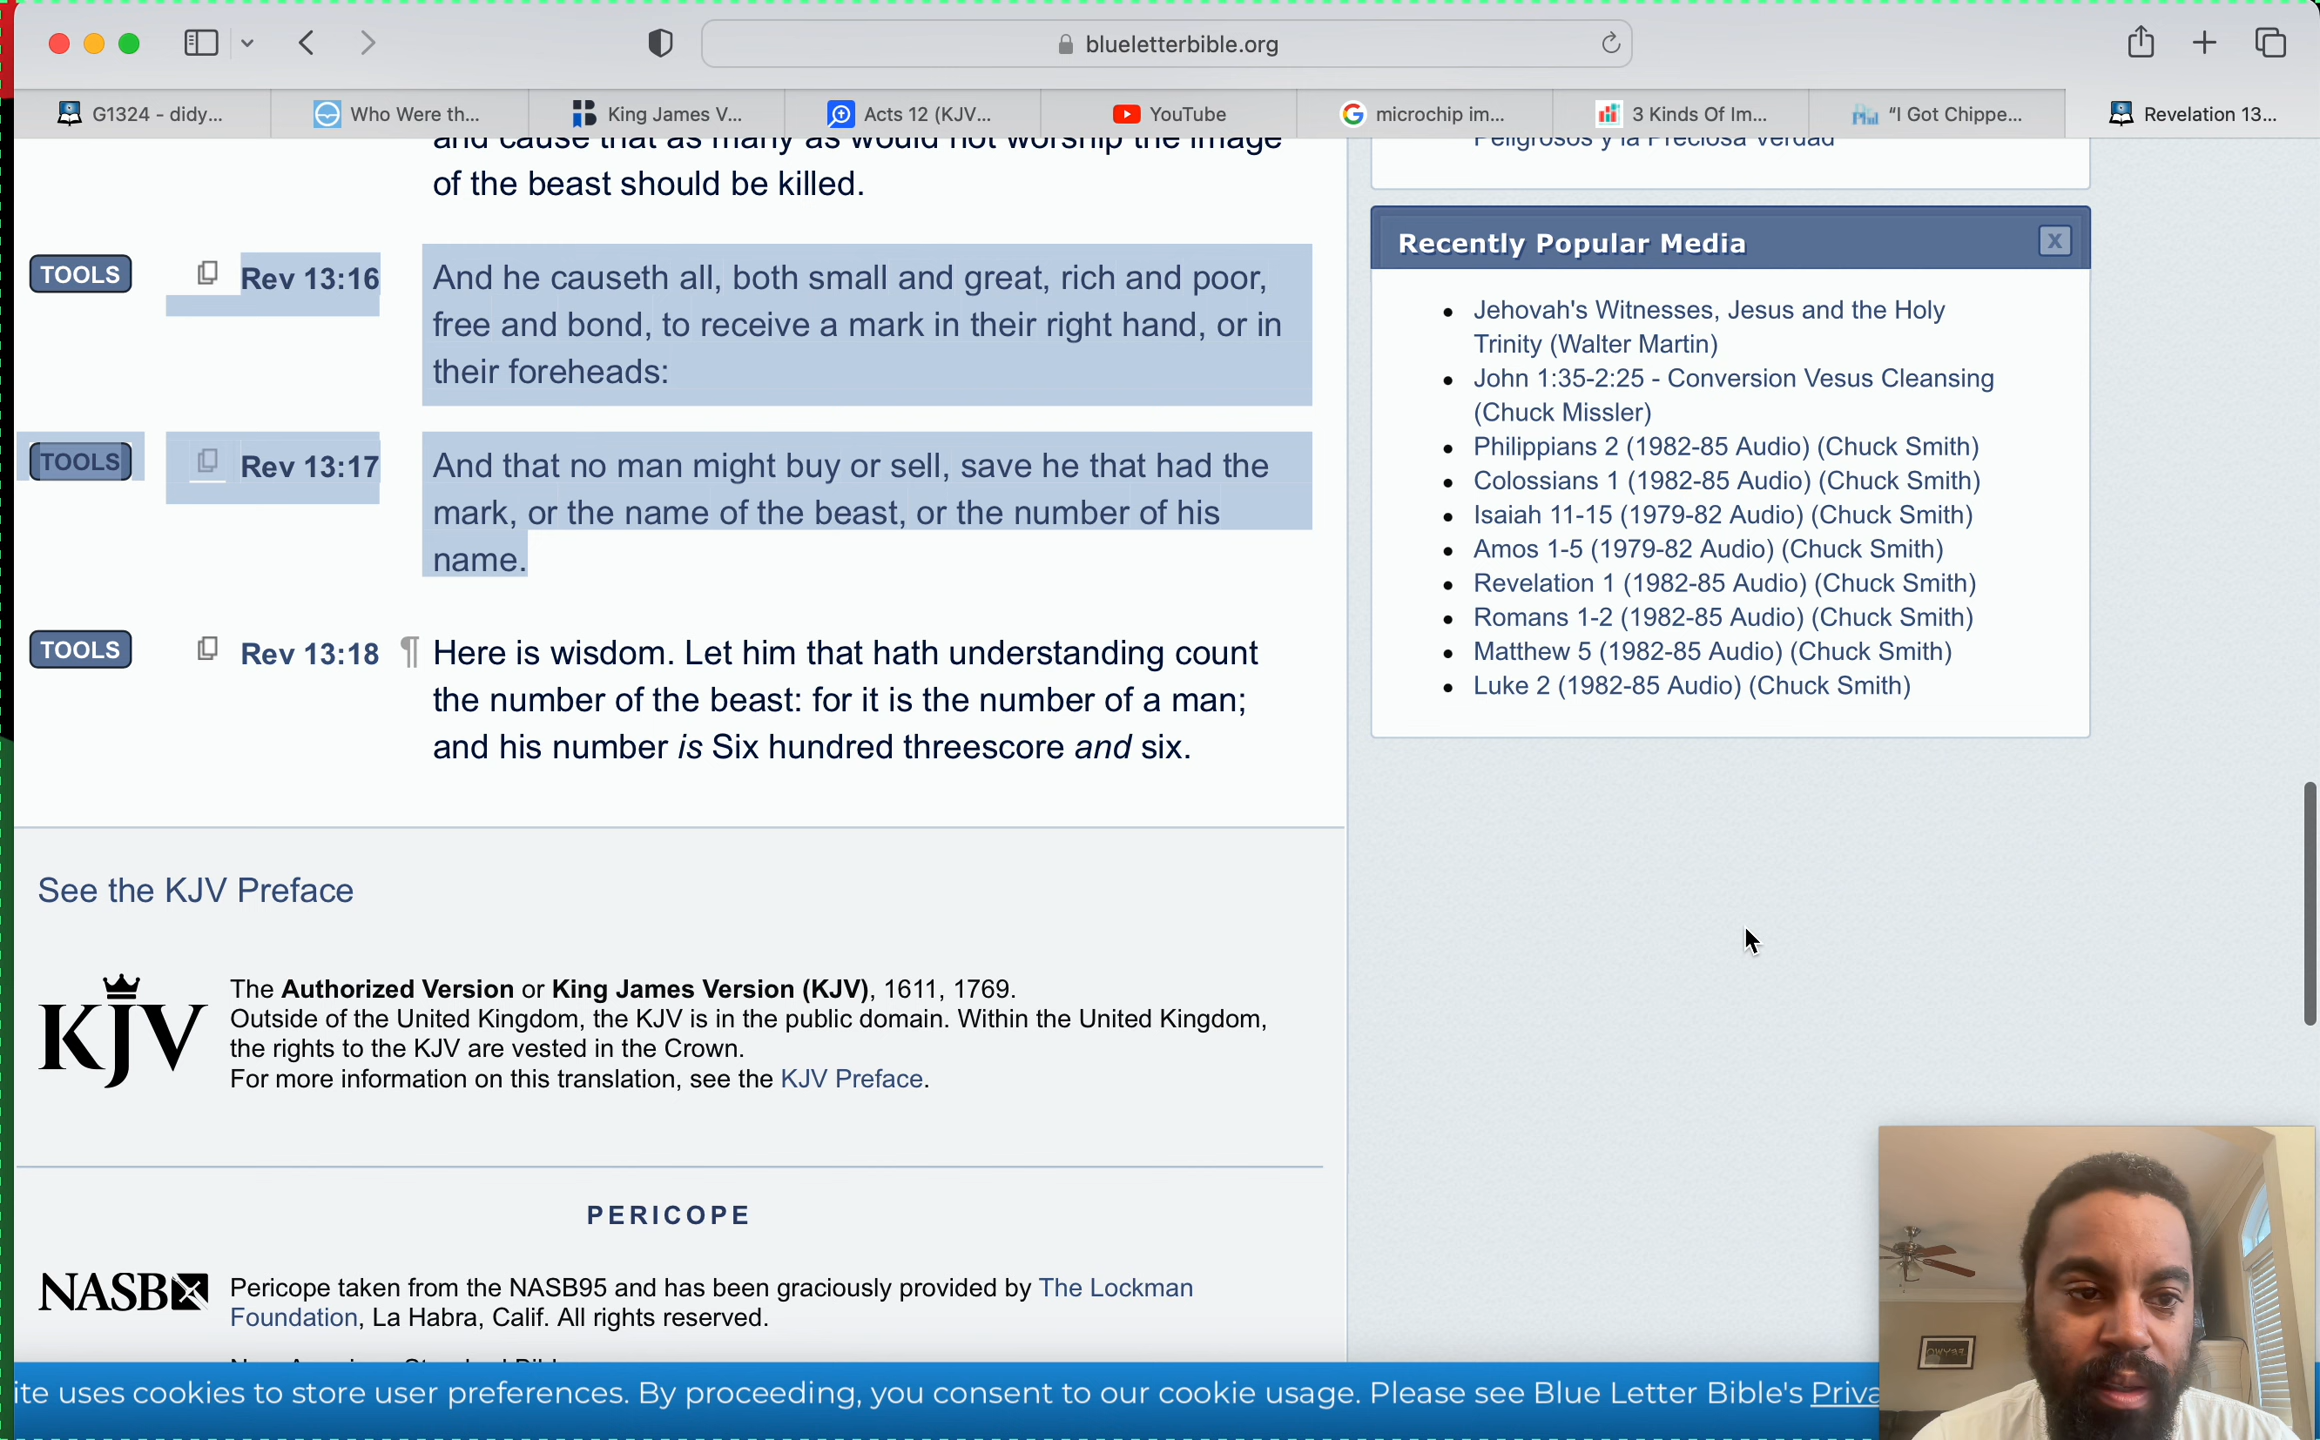 blueletterbible.org
G1324 - didy...
Who Were th...
King James V...
Acts 12 (KJV...
YouTube
microchip im...
3 Kinds Of Im...
“I Got Chippe...
Revelation 13...
and cause that as many as would not worship the image
of the beast should be killed.
TOOLS
Rev 13:16
And he causeth all, both small and great, rich and poor,
free and bond, to receive a mark in their right hand, or in
their foreheads:
TOOLS
Rev 13:17
And that no man might buy or sell, save he that had the
mark, or the name of the beast, or the number of his
name.
TOOLS
Rev 13:18
¶ Here is wisdom. Let him that hath understanding count
the number of the beast: for it is the number of a man;
and his number is Six hundred threescore and six.
See the KJV Preface
KJV
The Authorized Version or King James Version (KJV), 1611, 1769.
Outside of the United Kingdom, the KJV is in the public domain. Within the United Kingdom,
the rights to the KJV are vested in the Crown.
For more information on this translation, see the KJV Preface.
PERICOPE
NASB
Pericope taken from the NASB95 and has been graciously provided by The Lockman
Foundation, La Habra, Calif. All rights reserved.
Peligrosos y la Preciosa Verdad
Recently Popular Media
X
Jehovah's Witnesses, Jesus and the Holy
Trinity (Walter Martin)
John 1:35-2:25 - Conversion Vesus Cleansing
(Chuck Missler)
Philippians 2 (1982-85 Audio) (Chuck Smith)
Colossians 1 (1982-85 Audio) (Chuck Smith)
Isaiah 11-15 (1979-82 Audio) (Chuck Smith)
Amos 1-5 (1979-82 Audio) (Chuck Smith)
Revelation 1 (1982-85 Audio) (Chuck Smith)
Romans 1-2 (1982-85 Audio) (Chuck Smith)
Matthew 5 (1982-85 Audio) (Chuck Smith)
Luke 2 (1982-85 Audio) (Chuck Smith)
ite uses cookies to store user preferences. By proceeding, you consent to our cookie usage. Please see Blue Letter Bible's Priva